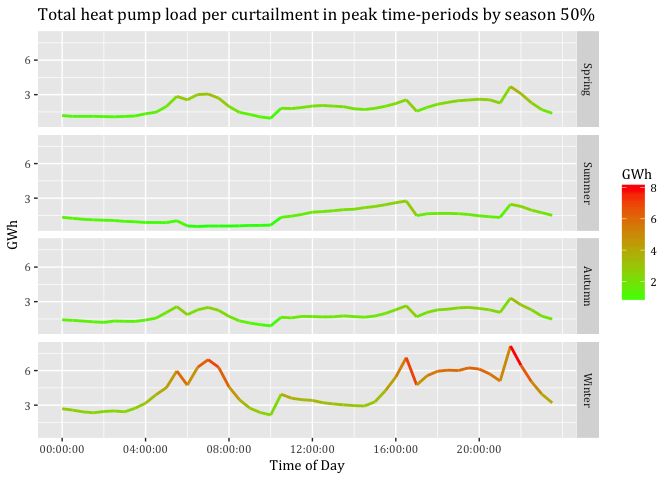 Total heat pump load per curtailment in peak time-periods by season 50%
GWh
6
3
Spring
6
3
Summer
6
3
Autumn
6
3
Winter
00:00:00 04:00:00 08:00:00 12:00:00 16:00:00 20:00:00
Time of Day
GWh
8
6
4
2